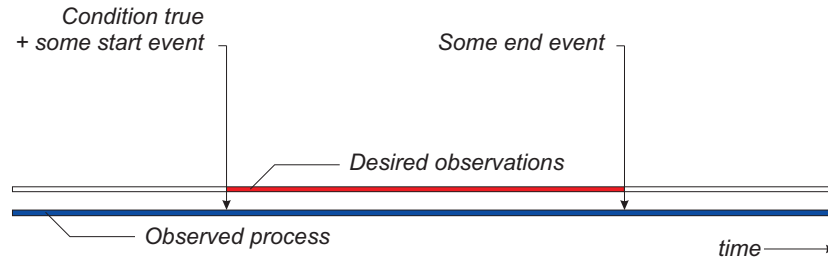 Condition true
+ some start event
Some end event
Desired observations
Observed process
time